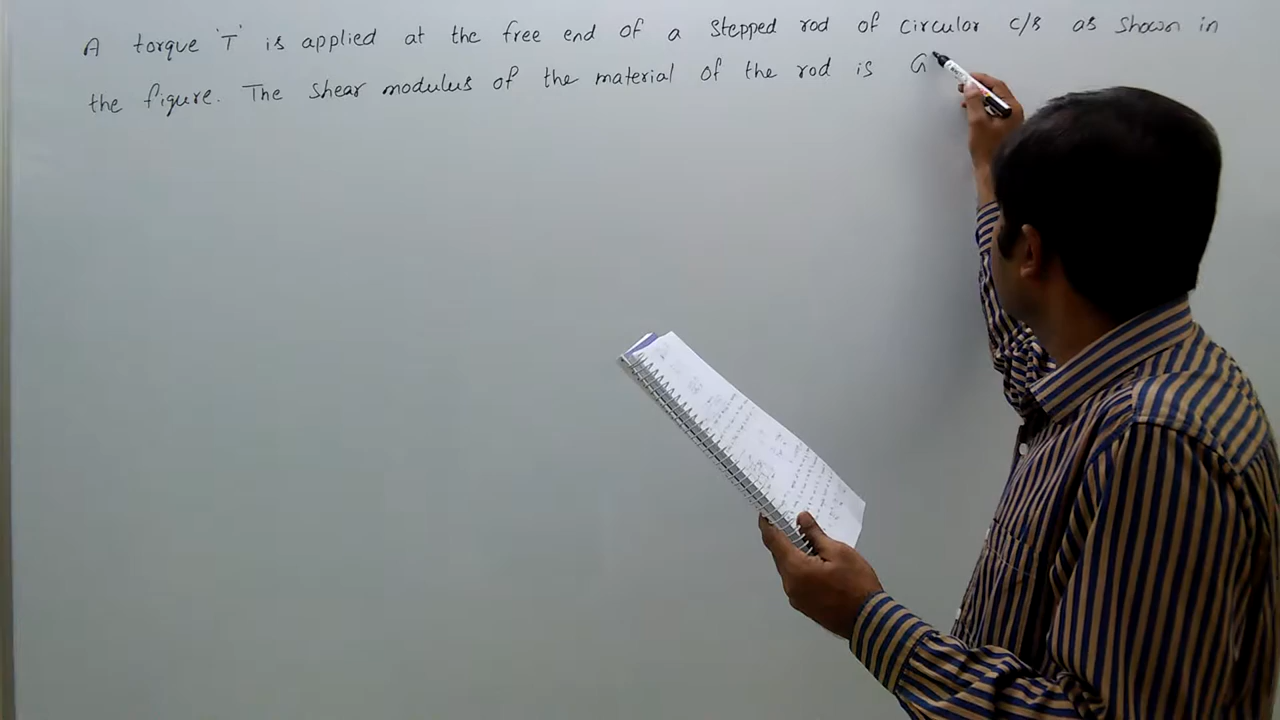 A torque 'T' is applied at the free end of a stepped rod of circular c/s as shown in
the figure. The shear modulus of the material of the rod is G